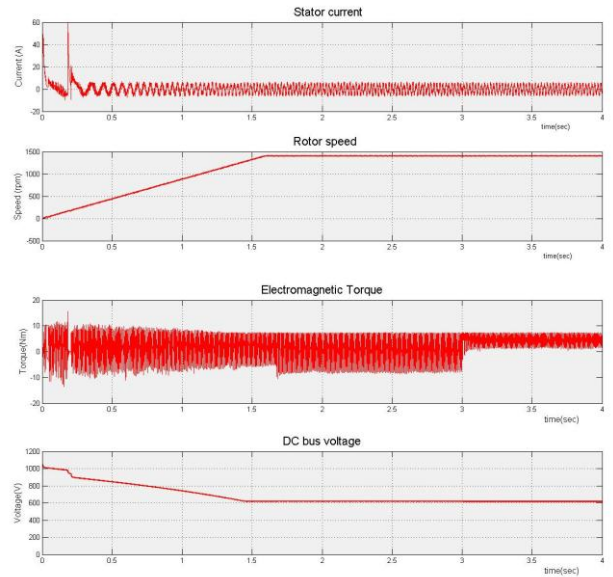 Stator current
Current (A)
60
40
20
0
-20
0 0.5 1 1.5 2 2.5 3 3.5 4
time(sec)
Rotor speed
Speed (rpm)
1500
1000
500
0
-500
0 0.5 1 1.5 2 2.5 3 3.5 4
time(sec)
Electromagnetic Torque
Torque(Nm)
20
10
0
-10
-20
0 0.5 1 1.5 2 2.5 3 3.5 4
time(sec)
DC bus voltage
Voltage(V)
1200
1000
800
600
400
200
0
0 0.5 1 1.5 2 2.5 3 3.5 4
time(sec)